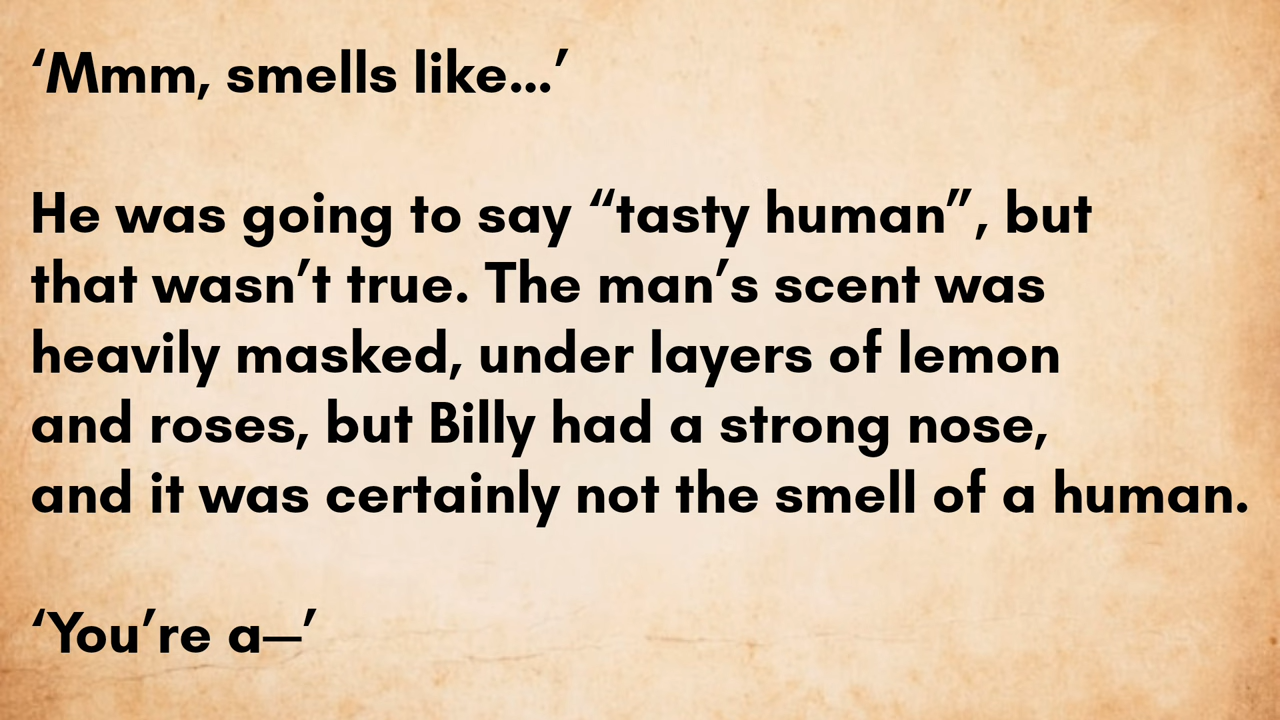 ‘Mmm, smells like...’
He was going to say “tasty human”, but
that wasn’t true. The man’s scent was
heavily masked, under layers of lemon
and roses, but Billy had a strong nose,
and it was certainly not the smell of a human.
‘You’re a—’